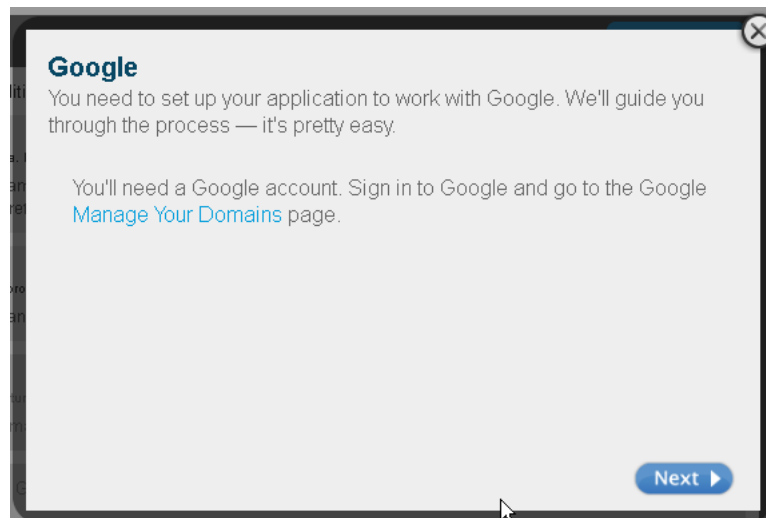 Google
You need to set up your application to work with Google. We'll guide you
through the process — it's pretty easy.
You'll need a Google account. Sign in to Google and go to the Google
Manage Your Domains page.
Next